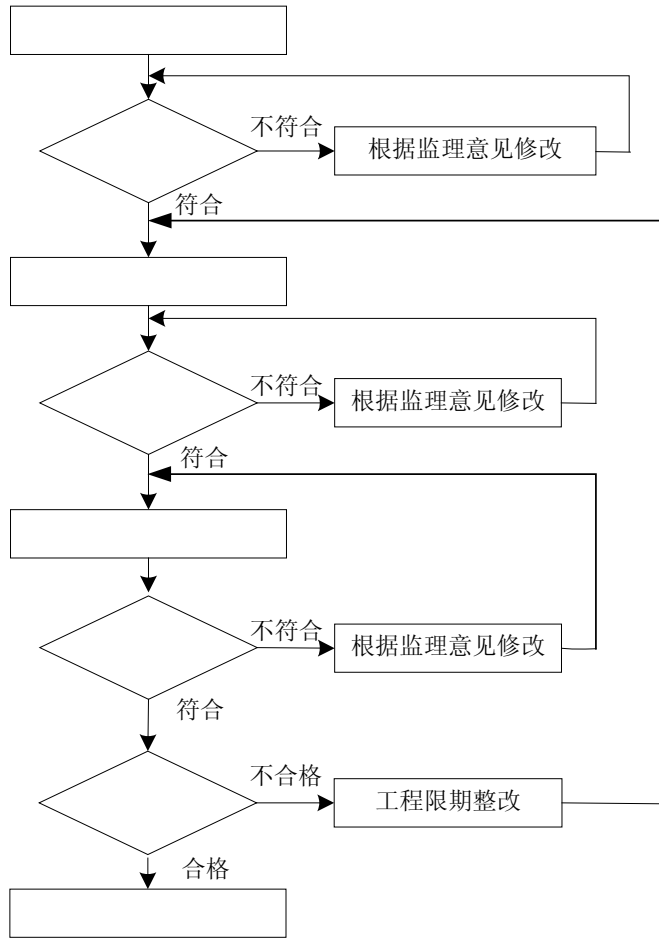 不符合
根据监理意见修改
符合
不符合
根据监理意见修改
符合
不符合
根据监理意见修改
符合
不合格
工程限期整改
合格